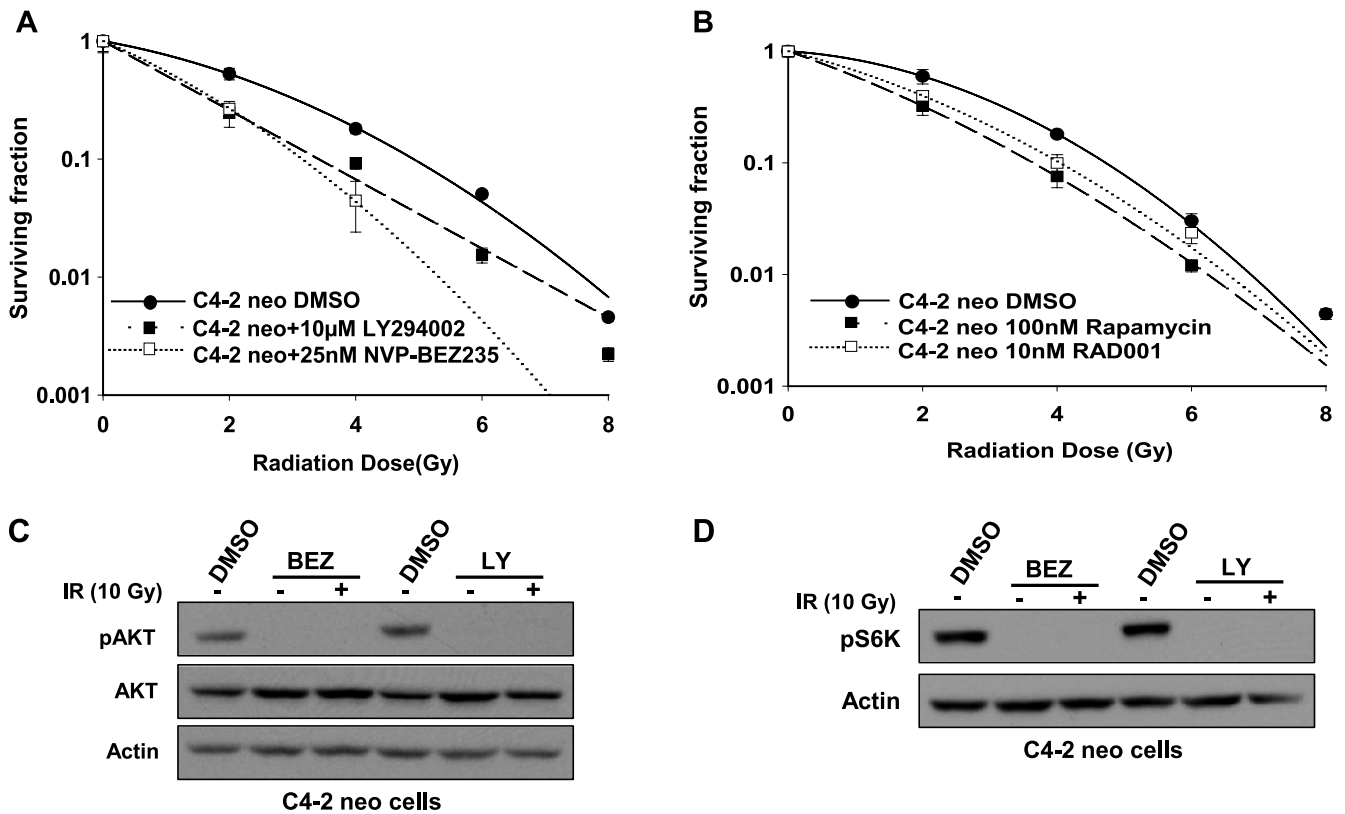 A
1
0.1
0.01
0.001
Surviving fraction
C4-2 neo DMSO
C4-2 neo+10µM LY294002
C4-2 neo+25nM NVP-BEZ235
0 2 4 6 8
Radiation Dose(Gy)
B
1
0.1
0.01
0.001
Surviving fraction
C4-2 neo DMSO
C4-2 neo 100nM Rapamycin
C4-2 neo 10nM RAD001
0 2 4 6 8
Radiation Dose (Gy)
C
DMSO BEZ DMSO LY
IR (10 Gy) - - + - - +
pAKT
AKT
Actin
C4-2 neo cells
D
DMSO BEZ DMSO LY
IR (10 Gy) - - + - - +
pS6K
Actin
C4-2 neo cells